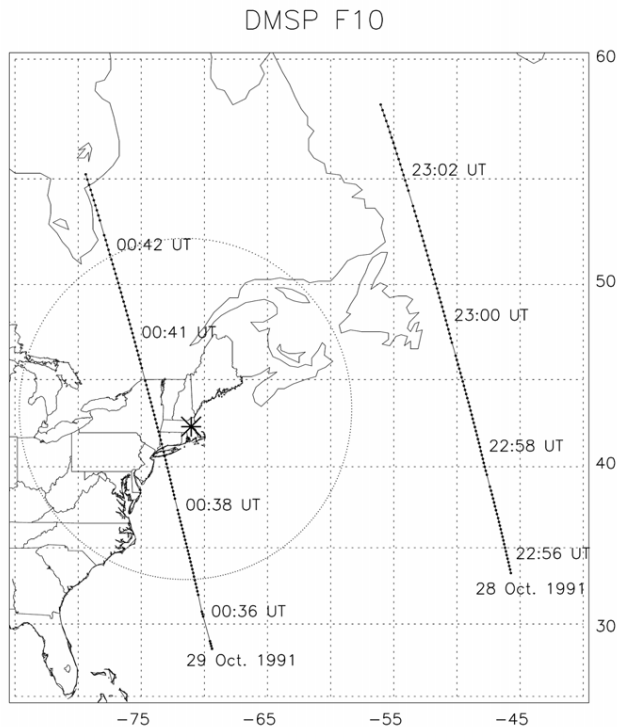 DMSP F10
60
23:02 UT
00:42 UT
50
23:00 UT
00:41 UT
22:58 UT
40
00:38 UT
22:56 UT
28 Oct. 1991
00:36 UT
30
29 Oct. 1991
-75 -65 -55 -45